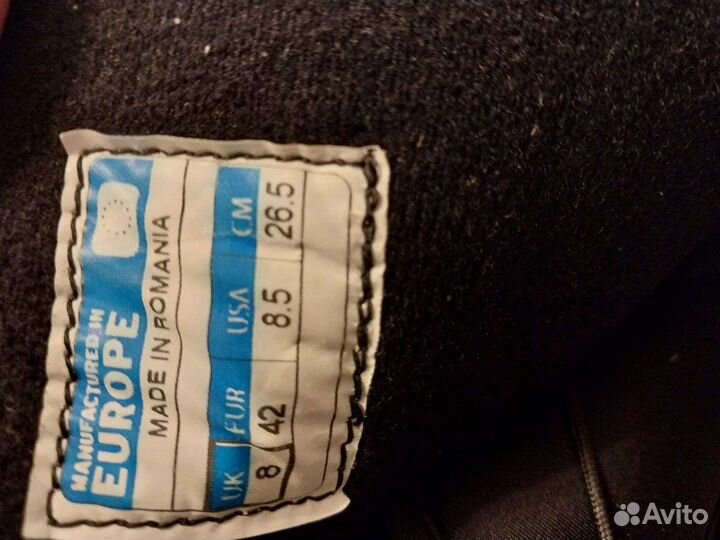 MANUFACTURED IN
EUROPE
MADE IN ROMANIA
UK EUR USA CM
8 42 8.5 26.5
Avito